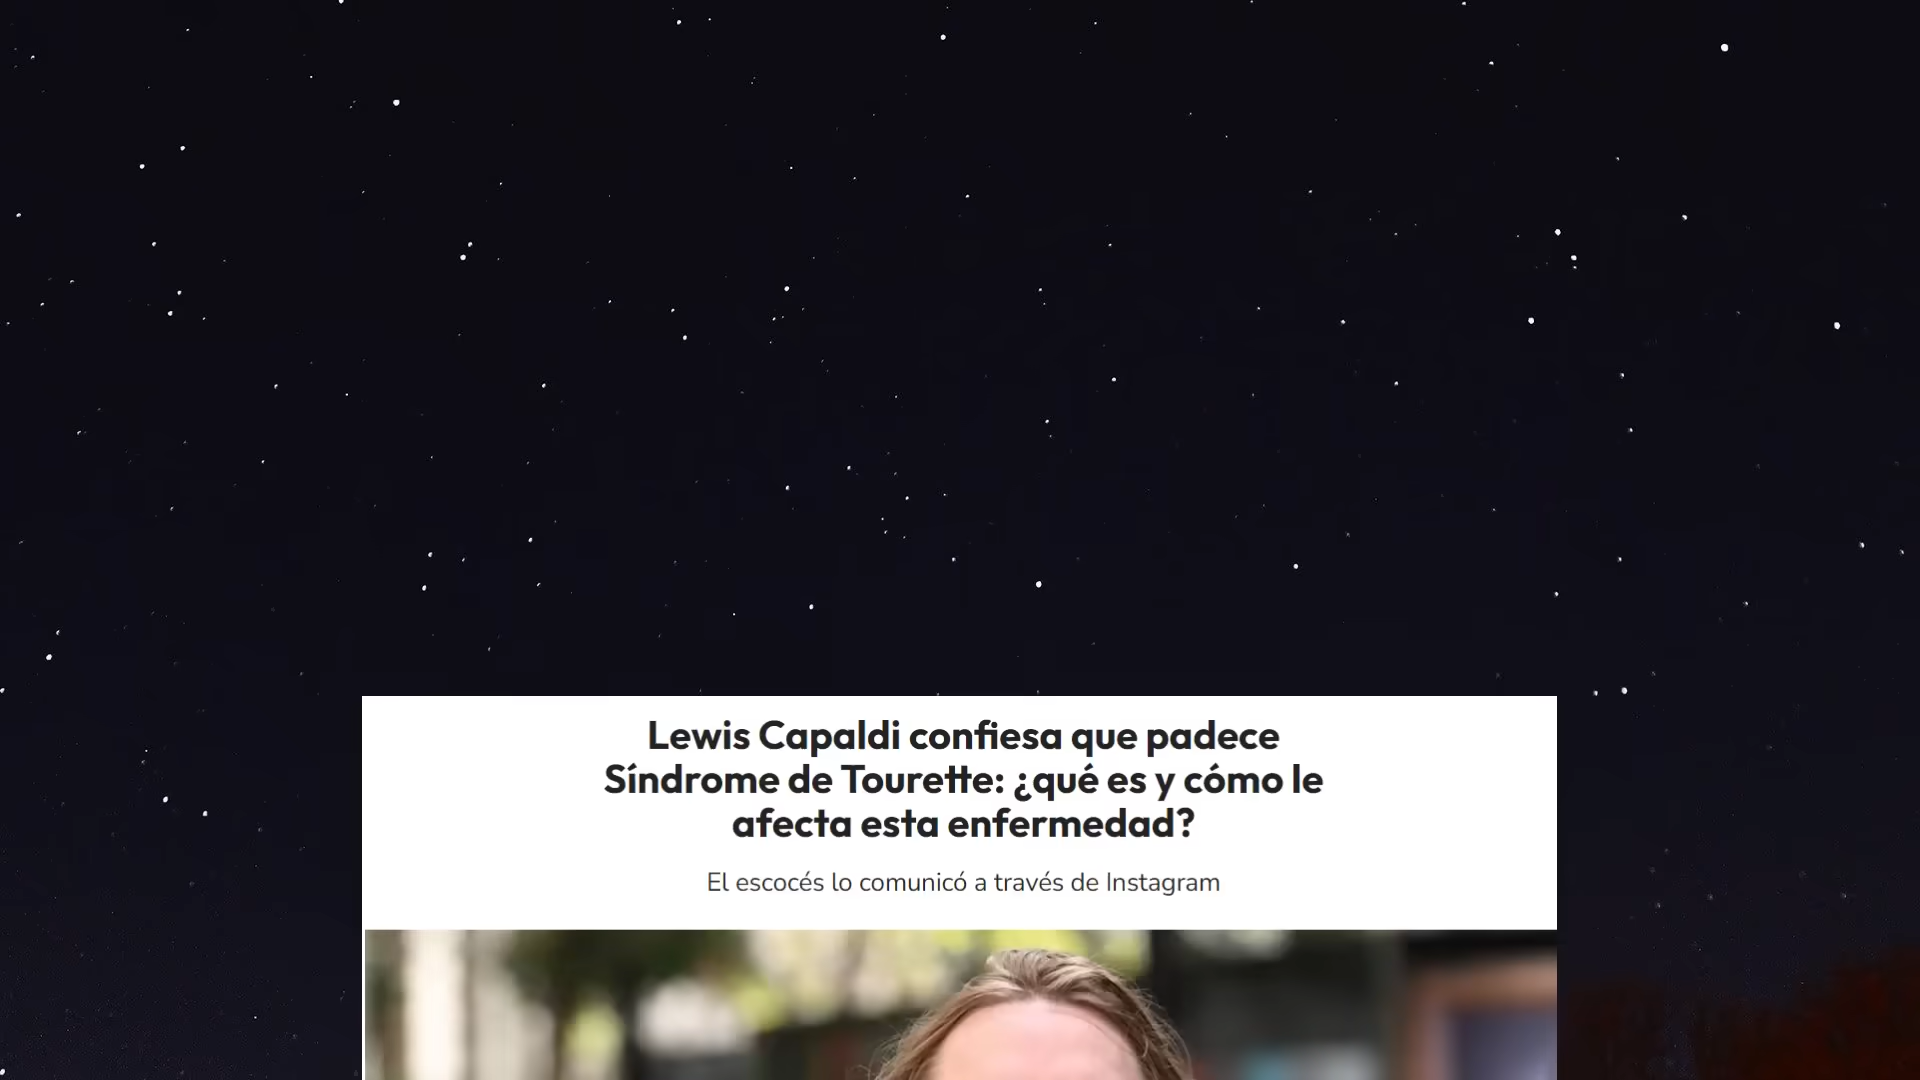 Lewis Capaldi confiesa que padece
Síndrome de Tourette: ¿qué es y cómo le
afecta esta enfermedad?
El escocés lo comunicó a través de Instagram